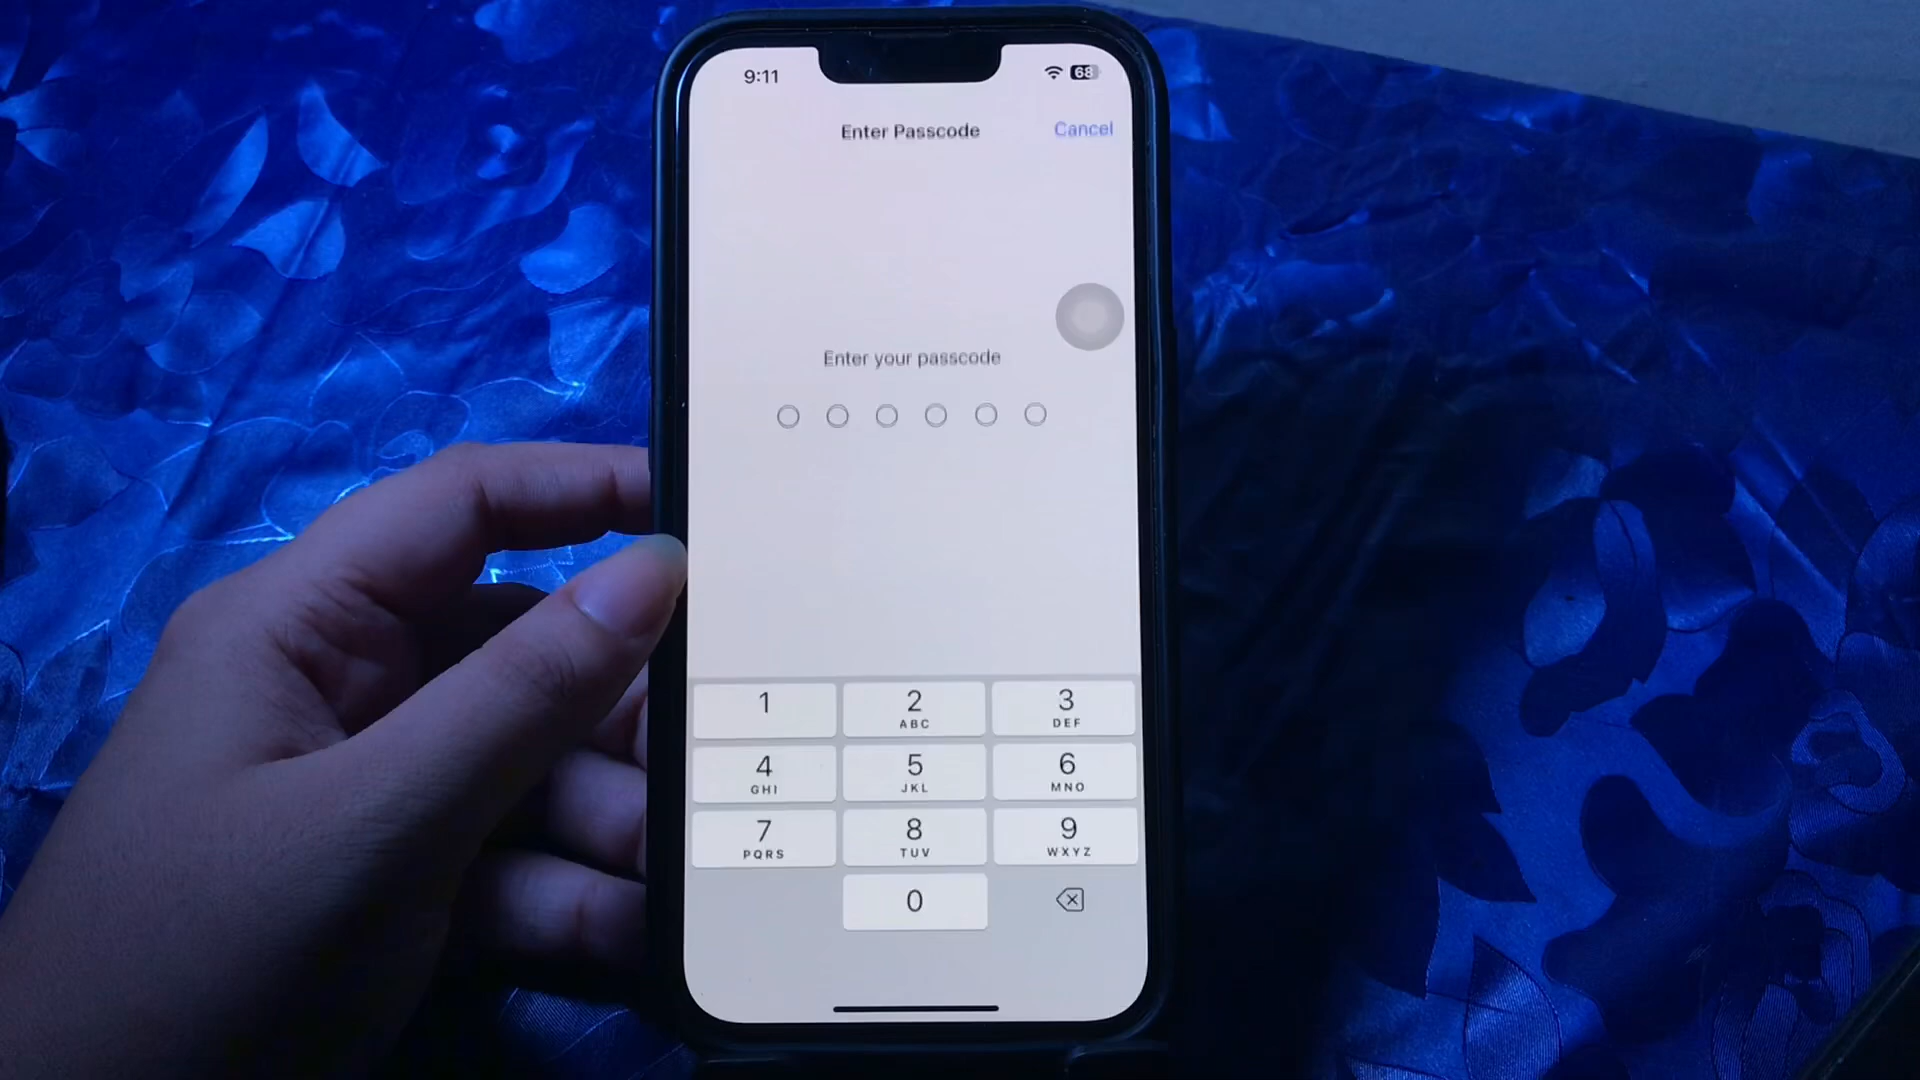 9:11
68
Enter Passcode
Cancel
Enter your passcode
1
2
ABC
3
DEF
4
GHI
5
JKL
6
MNO
7
PQRS
8
TUV
9
WXYZ
0